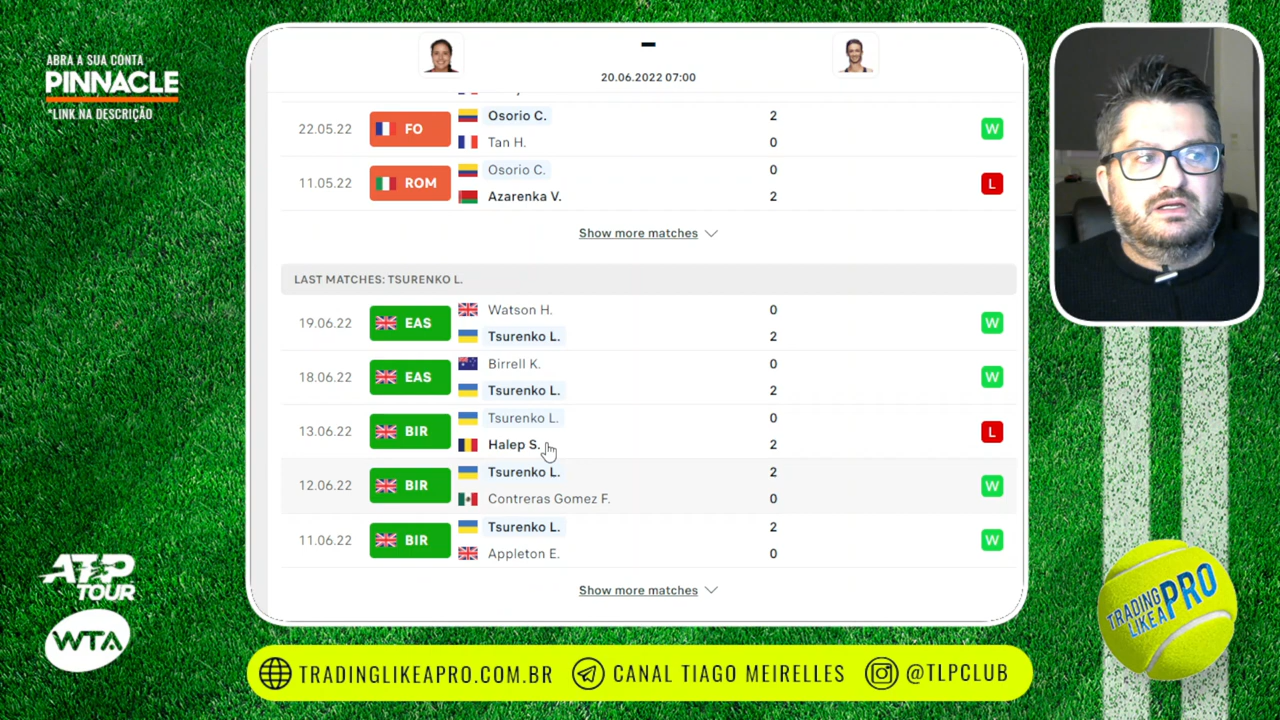 ABRA A SUA CONTA
PINNACLE
*LINK NA DESCRIÇÃO
20.06.2022 07:00
22.05.22 FO Osorio C. 2 W
Tan H. 0
11.05.22 ROM Osorio C. 0 L
Azarenka V. 2
Show more matches
LAST MATCHES: TSURENKO L.
19.06.22 EAS Watson H. 0 W
Tsurenko L. 2
18.06.22 EAS Birrell K. 0 W
Tsurenko L. 2
13.06.22 BIR Tsurenko L. 0 L
Halep S. 2
12.06.22 BIR Tsurenko L. 2 W
Contreras Gomez F. 0
11.06.22 BIR Tsurenko L. 2 W
Appleton E. 0
Show more matches
ATP
TOUR
WTA
TRADING
LIKE A
PRO
TRADINGLIKEAPRO.COM.BR CANAL TIAGO MEIRELLES @TLPCLUB